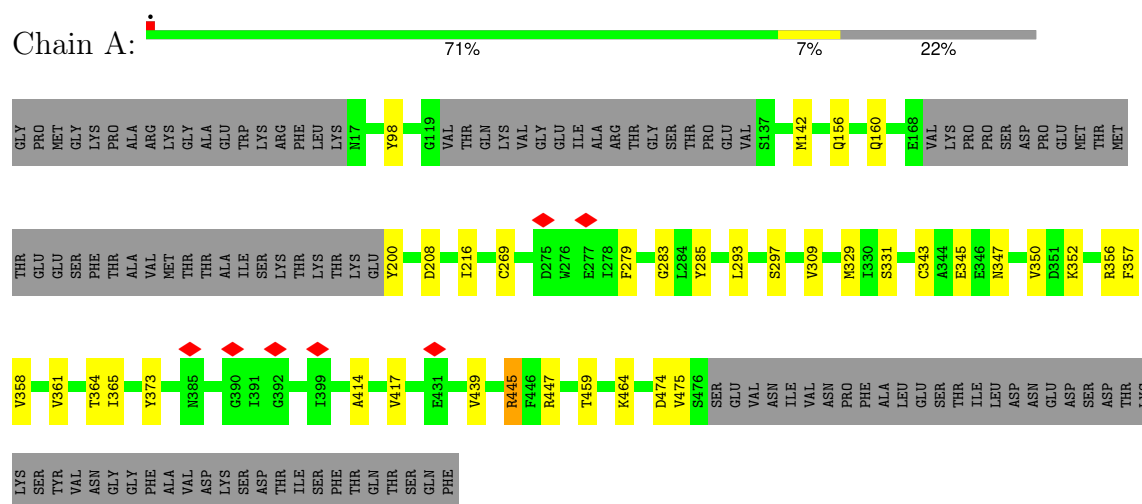 Chain A:
71% 7% 22%
GLY PRO MET GLY LYS PRO ALA ARG LYS GLY ALA GLU TRP LYS ARG PHE LEU LYS N17 Y98 G119 VAL THR GLN LYS VAL GLY GLU ILE ALA ARG THR GLY SER THR PRO GLU VAL S137 M142 Q156 Q160 E168 VAL LYS PRO PRO SER ASP PRO GLU MET THR MET
THR GLU GLU SER PHE THR ALA VAL MET THR THR ALA ILE SER LYS THR LYS THR LYS GLU Y200 D208 I216 C269 D275 W276 E277 I278 F279 G283 L284 Y285 L293 S297 V309 M329 I330 S331 C343 A344 E345 E346 N347 V350 D351 K352 R356 F357
V358 V361 T364 I365 Y373 N385 G390 I391 G392 I399 A414 V417 E431 V439 R445 F446 R447 T459 K464 D474 V475 S476 SER GLU VAL ASN ILE VAL ASN PRO PHE ALA LEU GLU SER THR ILE LEU ASP ASN GLU ASP SER ASP THR LYS
LYS SER TYR VAL ASN GLY GLY PHE ALA VAL ASP LYS SER ASP THR ILE SER PHE THR GLN THR SER GLN PHE